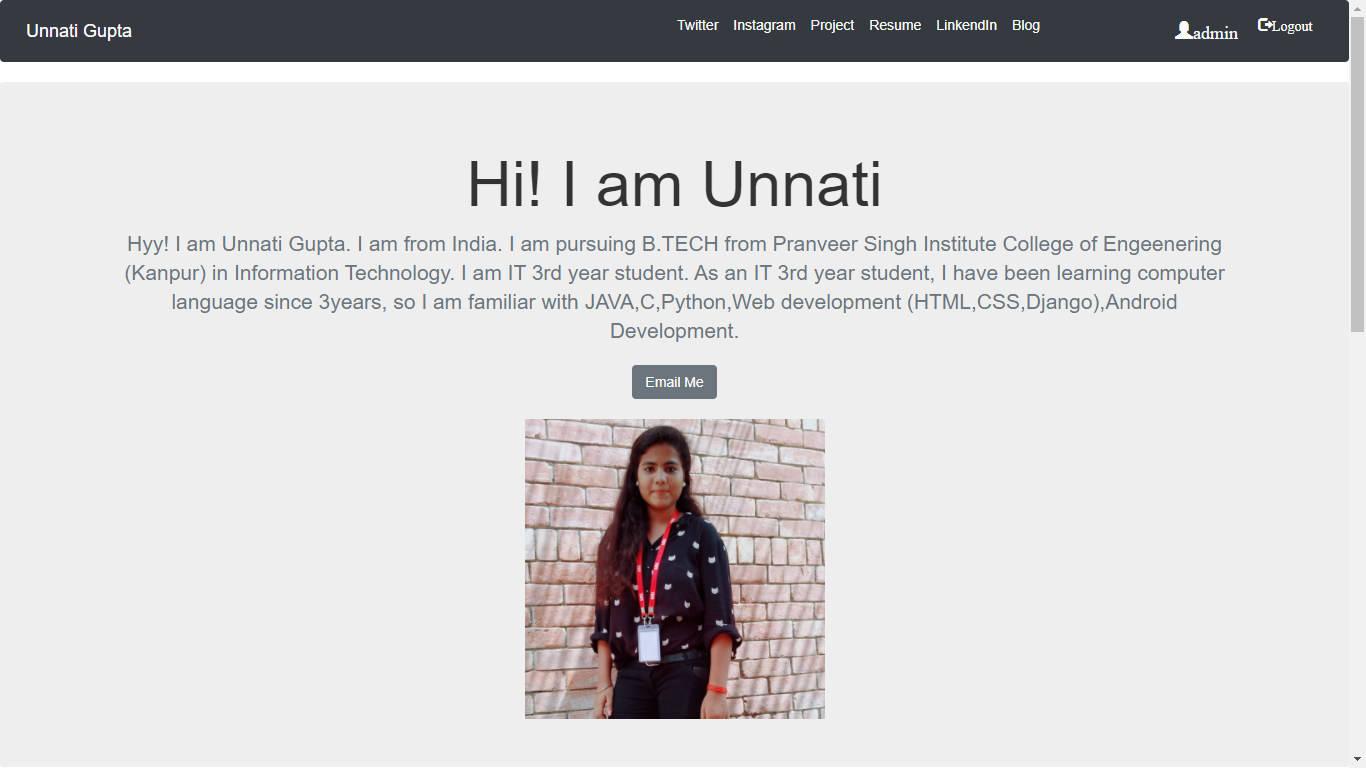 Unnati Gupta
Twitter Instagram Project Resume LinkendIn Blog
admin Logout
Hi! I am Unnati
Hyy! I am Unnati Gupta. I am from India. I am pursuing B.TECH from Pranveer Singh Institute College of Engeenering
(Kanpur) in Information Technology. I am IT 3rd year student. As an IT 3rd year student, I have been learning computer
language since 3years, so I am familiar with JAVA,C,Python,Web development (HTML,CSS,Django),Android
Development.
Email Me